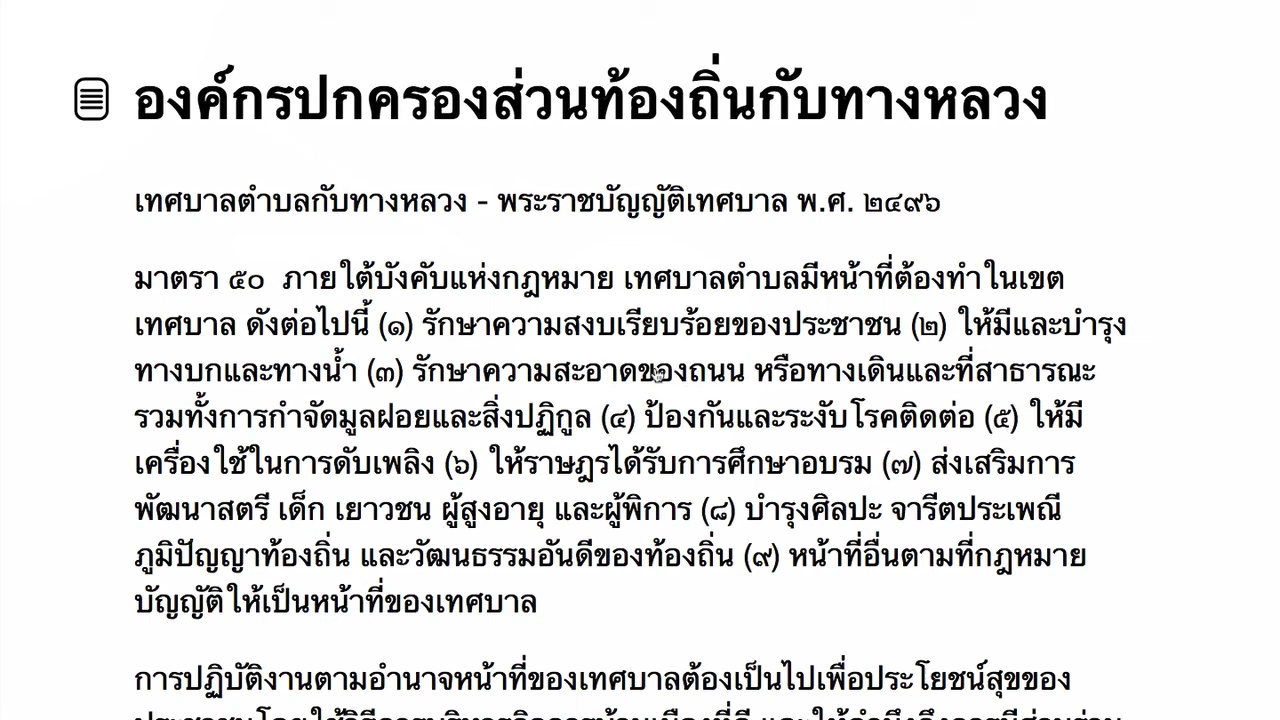 องค์กรปกครองส่วนท้องถิ่นกับทางหลวง
เทศบาลตำบลกับทางหลวง - พระราชบัญญัติเทศบาล พ.ศ. ๒๔๙๖
มาตรา ๕๐ ภายใต้บังคับแห่งกฎหมาย เทศบาลตำบลมีหน้าที่ต้องทำในเขต
เทศบาล ดังต่อไปนี้ (๑) รักษาความสงบเรียบร้อยของประชาชน (๒) ให้มีและบำรุง
ทางบกและทางน้ำ (๓) รักษาความสะอาดของถนน หรือทางเดินและที่สาธารณะ
รวมทั้งการกำจัดมูลฝอยและสิ่งปฏิกูล (๔) ป้องกันและระงับโรคติดต่อ (๕) ให้มี
เครื่องใช้ในการดับเพลิง (๖) ให้ราษฎรได้รับการศึกษาอบรม (๗) ส่งเสริมการ
พัฒนาสตรี เด็ก เยาวชน ผู้สูงอายุ และผู้พิการ (๘) บำรุงศิลปะ จารีตประเพณี
ภูมิปัญญาท้องถิ่น และวัฒนธรรมอันดีของท้องถิ่น (๙) หน้าที่อื่นตามที่กฎหมาย
บัญญัติให้เป็นหน้าที่ของเทศบาล
การปฏิบัติงานตามอำนาจหน้าที่ของเทศบาลต้องเป็นไปเพื่อประโยชน์สุขของ